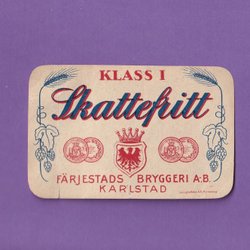 KLASS I
Skattefritt
FÄRJESTADS BRYGGERI A.B.
KARLSTAD